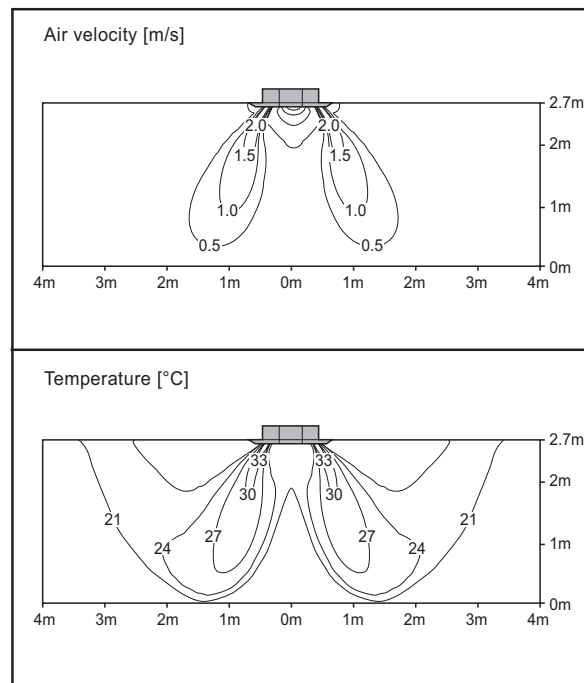 Air velocity [m/s]
2.7m
2.0 2.0
2m
1.5 1.5
1.0 1.0
1m
0.5 0.5
0m
4m 3m 2m 1m 0m 1m 2m 3m 4m
Temperature [°C]
2.7m
33 33
2m
30 30
21 21
27 27
24 24
1m
0m
4m 3m 2m 1m 0m 1m 2m 3m 4m